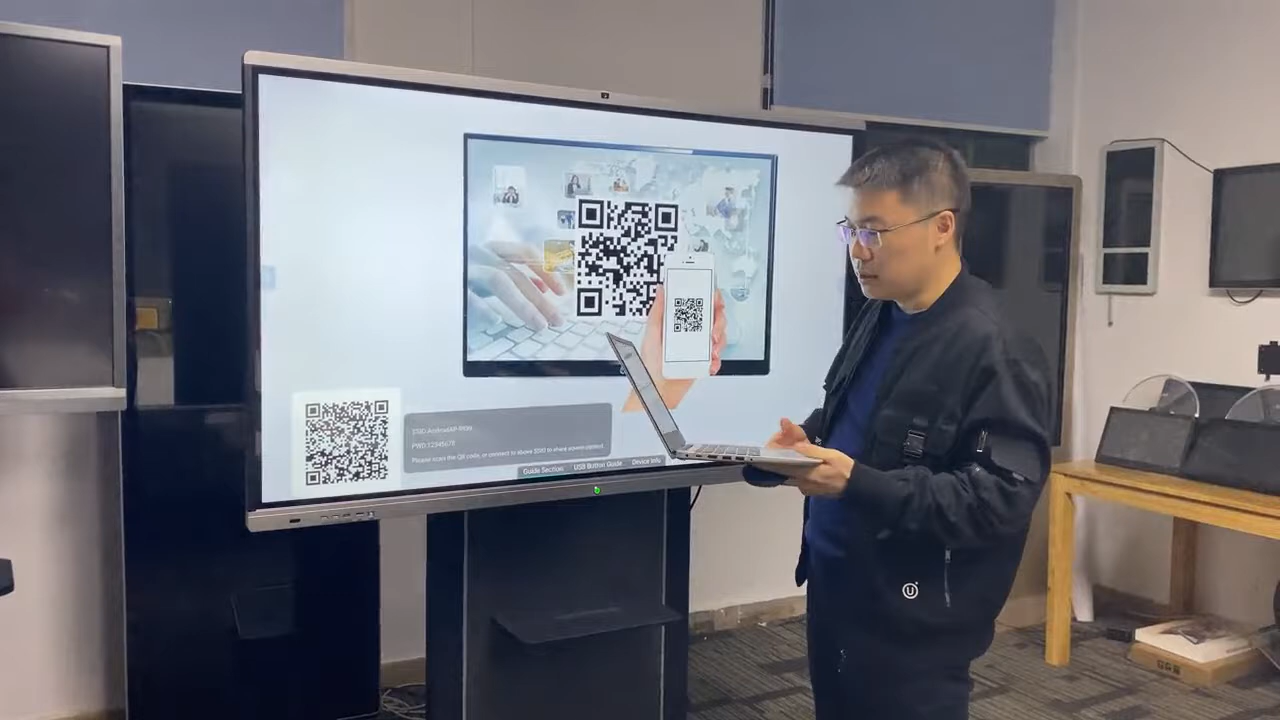 SSID:AndroidAP-8599
PWD:12345678
Please scan the QR code, or connect to above SSID to share screen content.
Guide Section
USB Button Guide
Device Info
U